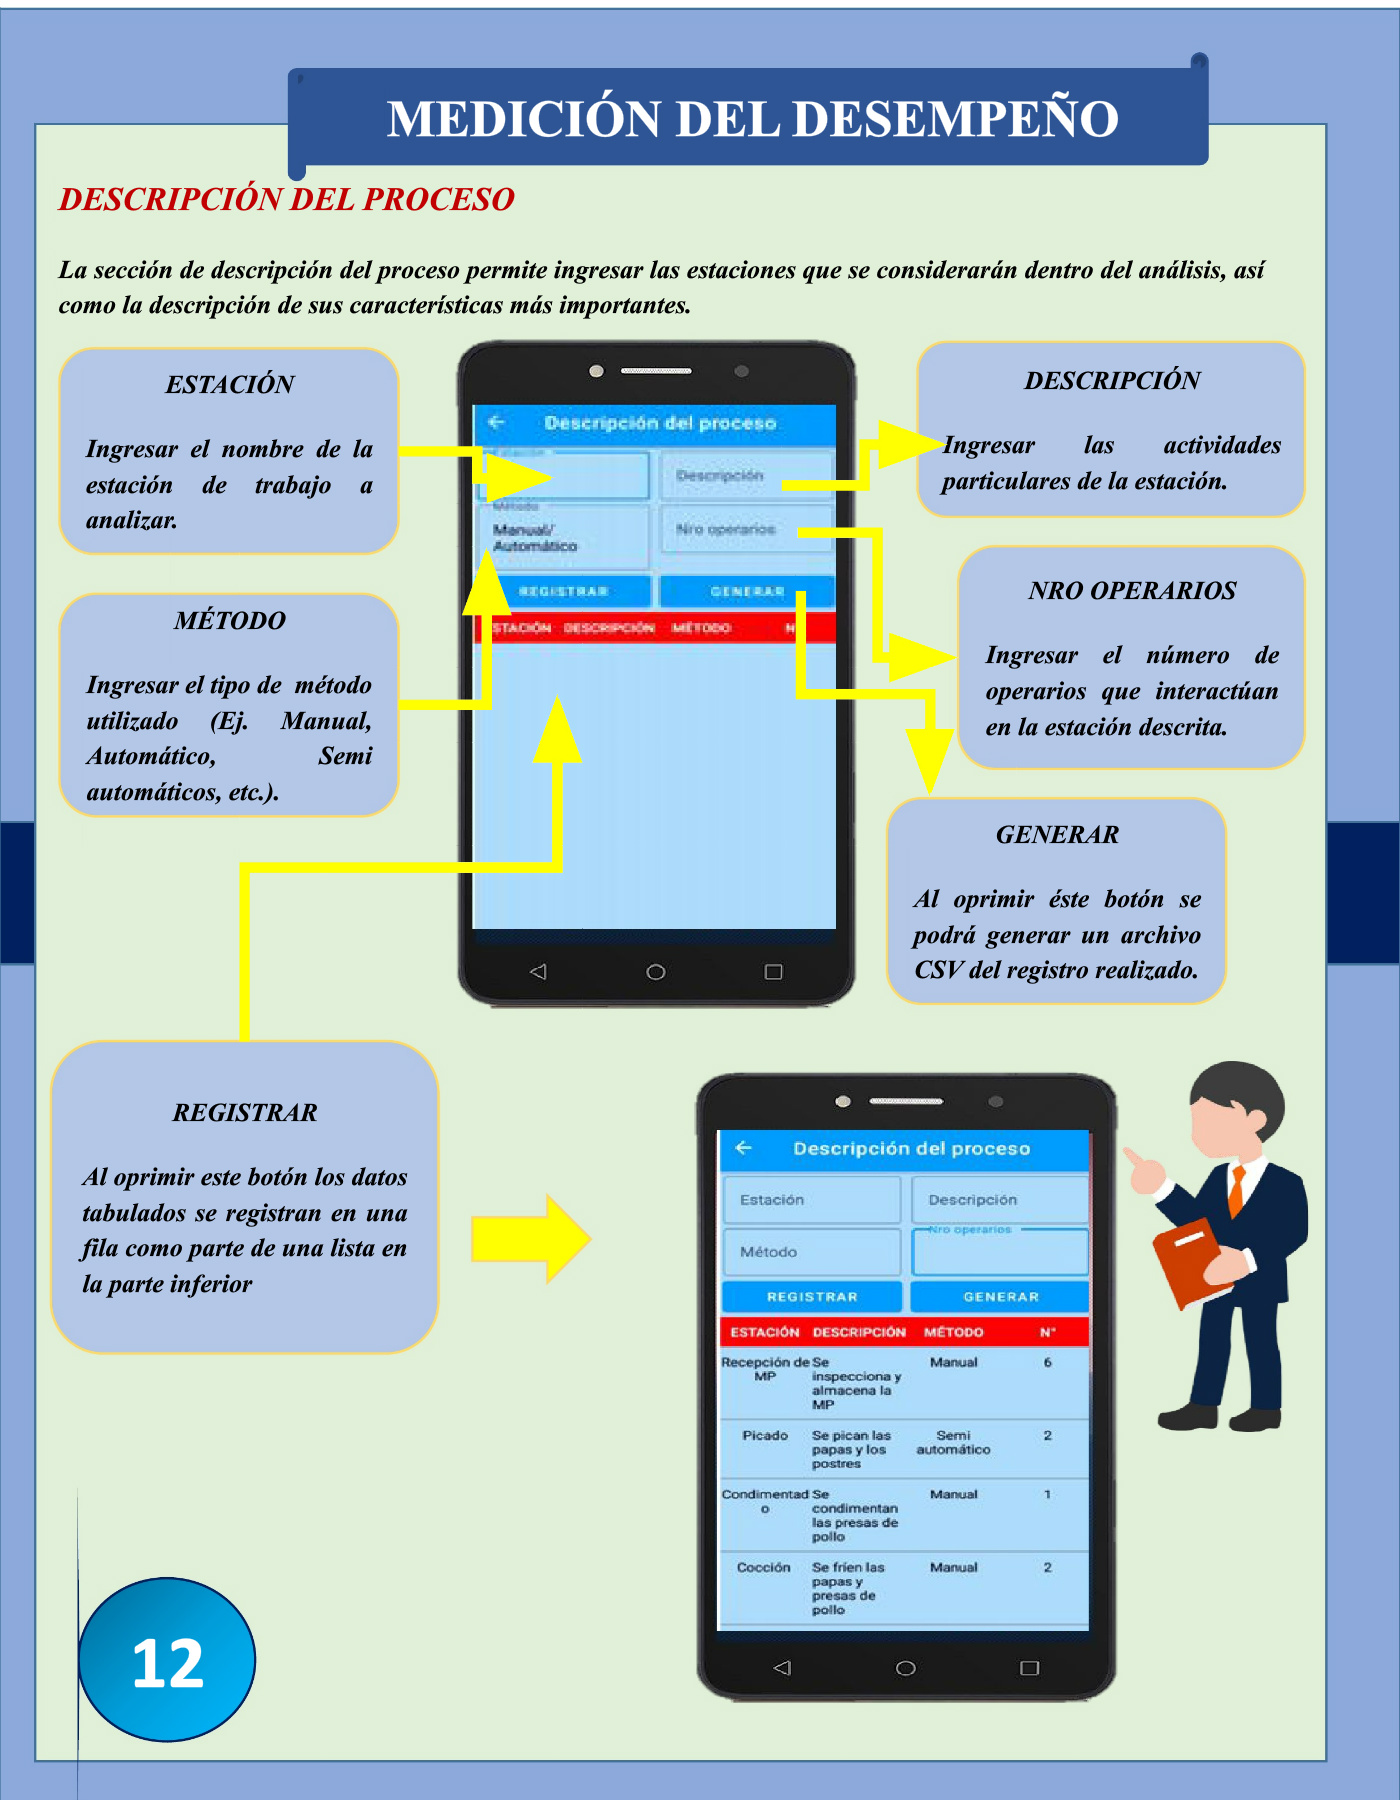 MEDICIÓN DEL DESEMPEÑO
DESCRIPCIÓN DEL PROCESO
La sección de descripción del proceso permite ingresar las estaciones que se considerarán dentro del análisis, así
como la descripción de sus características más importantes.
ESTACIÓN
Ingresar el nombre de la
estación de trabajo a
analizar.
MÉTODO
Ingresar el tipo de método
utilizado (Ej. Manual,
Automático, Semi
automáticos, etc.).
Descripción del proceso
Estación
Descripción
Método
Manual/
Automático
Nro operarios
REGISTRAR
GENERAR
STACIÓN DESCRIPCIÓN MÉTODO N
DESCRIPCIÓN
Ingresar las actividades
particulares de la estación.
NRO OPERARIOS
Ingresar el número de
operarios que interactúan
en la estación descrita.
GENERAR
Al oprimir éste botón se
podrá generar un archivo
CSV del registro realizado.
REGISTRAR
Al oprimir este botón los datos
tabulados se registran en una
fila como parte de una lista en
la parte inferior
Descripción del proceso
Estación
Descripción
Método
Nro operarios
REGISTRAR
GENERAR
ESTACIÓN DESCRIPCIÓN MÉTODO N°
Recepción de Se Manual 6
MP inspecciona y
almacena la
MP
Picado Se pican las Semi 2
papas y los automático
postres
Condimentad Se Manual 1
o condimentan
las presas de
pollo
Cocción Se fríen las Manual 2
papas y
presas de
pollo
12